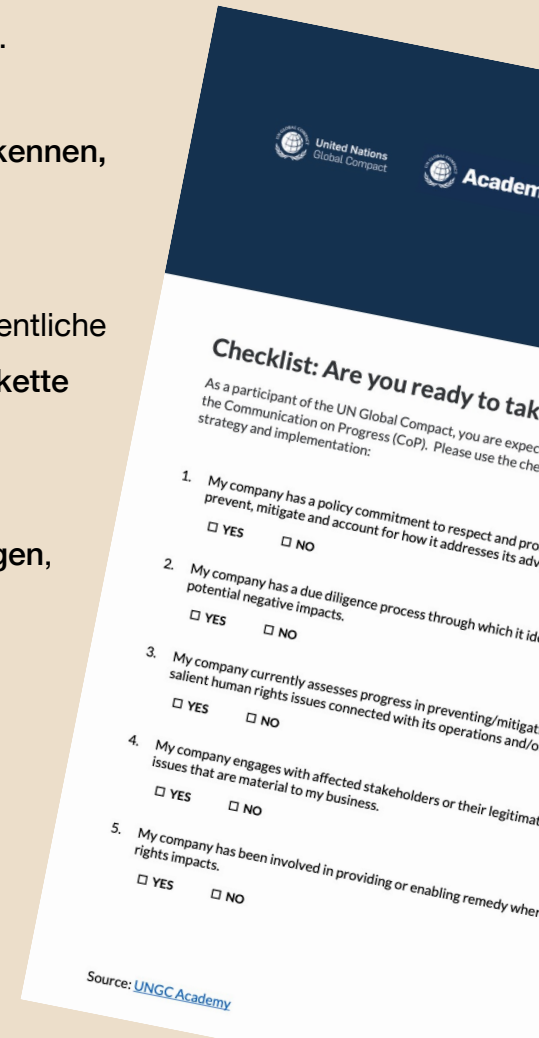 .
kennen,
entliche
kette
gen,
United Nations
Global Compact
Academ
Checklist: Are you ready to tak
As a participant of the UN Global Compact, you are expec
the Communication on Progress (CoP). Please use the che
strategy and implementation:
1. My company has a policy commitment to respect and pro
prevent, mitigate and account for how it addresses its adv
☐ YES ☐ NO
2. My company has a due diligence process through which it ide
potential negative impacts.
☐ YES ☐ NO
3. My company currently assesses progress in preventing/mitigat
salient human rights issues connected with its operations and/o
☐ YES ☐ NO
4. My company engages with affected stakeholders or their legitimat
issues that are material to my business.
☐ YES ☐ NO
5. My company has been involved in providing or enabling remedy wher
rights impacts.
☐ YES ☐ NO
Source: UNGC Academy